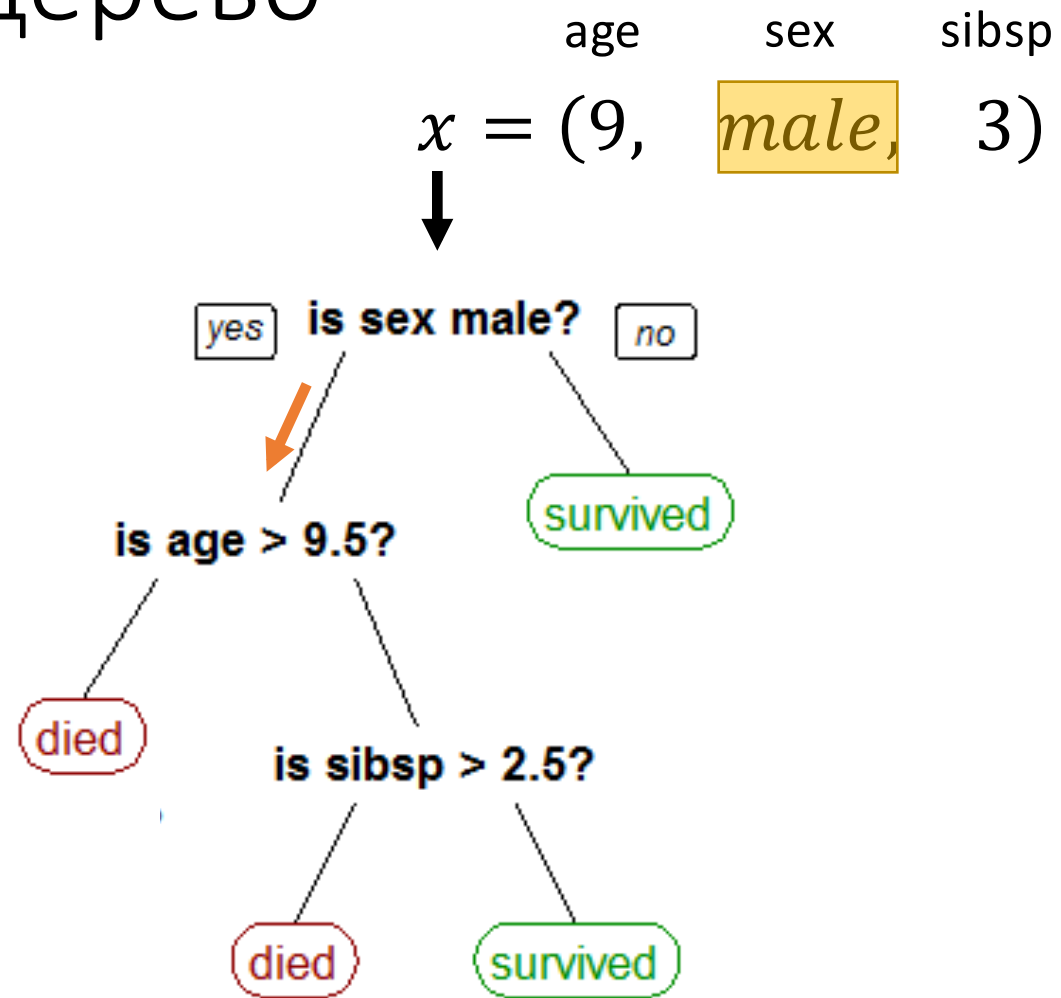 дерево
age sex sibsp
x = (9, male, 3)
yes is sex male? no
survived
is age > 9.5?
died
is sibsp > 2.5?
died survived